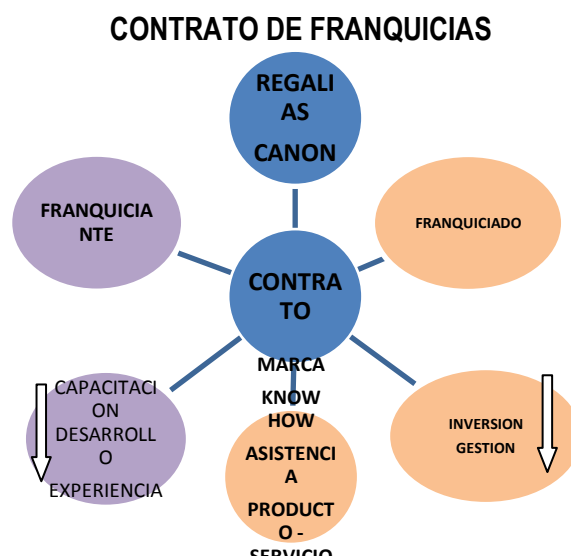 CONTRATO DE FRANQUICIAS
REGALI
AS
CANON
FRANQUICIA
NTE
FRANQUICIADO
CONTRA
TO
MARCA
KNOW
HOW
ASISTENCI
A
PRODUCT
O -
SERVICIO
CAPACITACI
ON
DESARROLL
O
EXPERIENCIA
INVERSION
GESTION